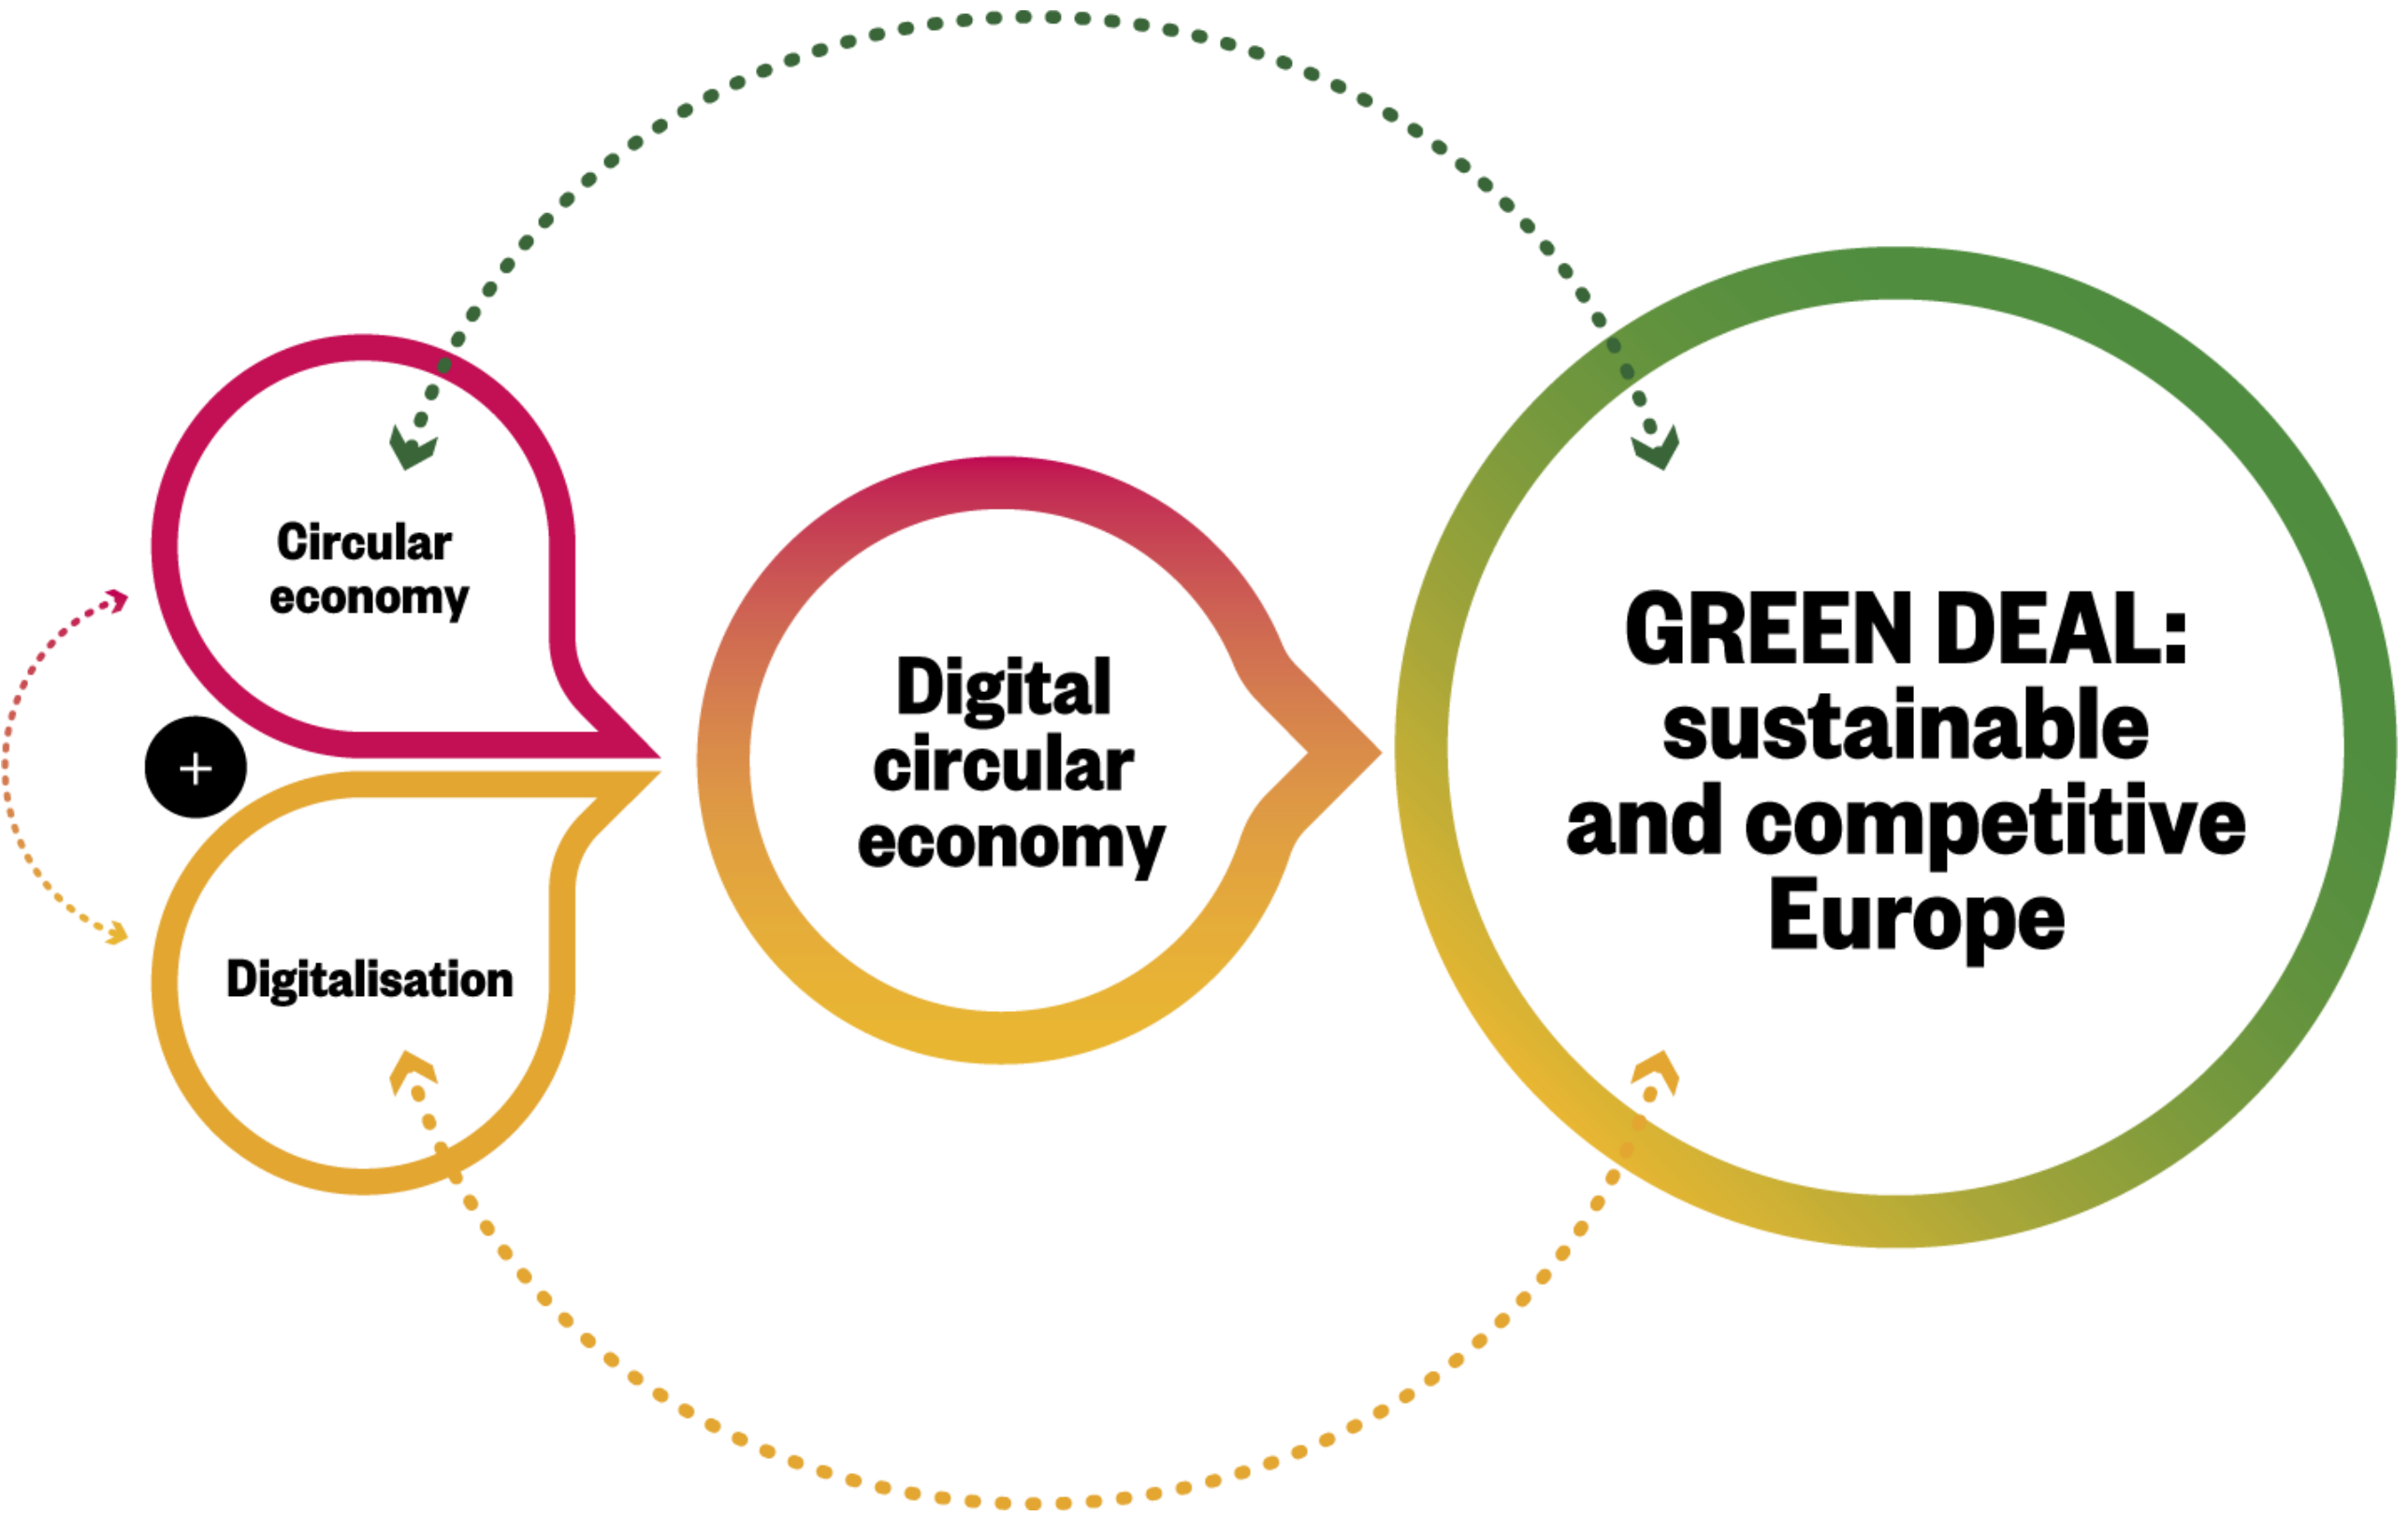 Circular
economy
+
Digitalisation
Digital
circular
economy
GREEN DEAL:
sustainable
and competitive
Europe